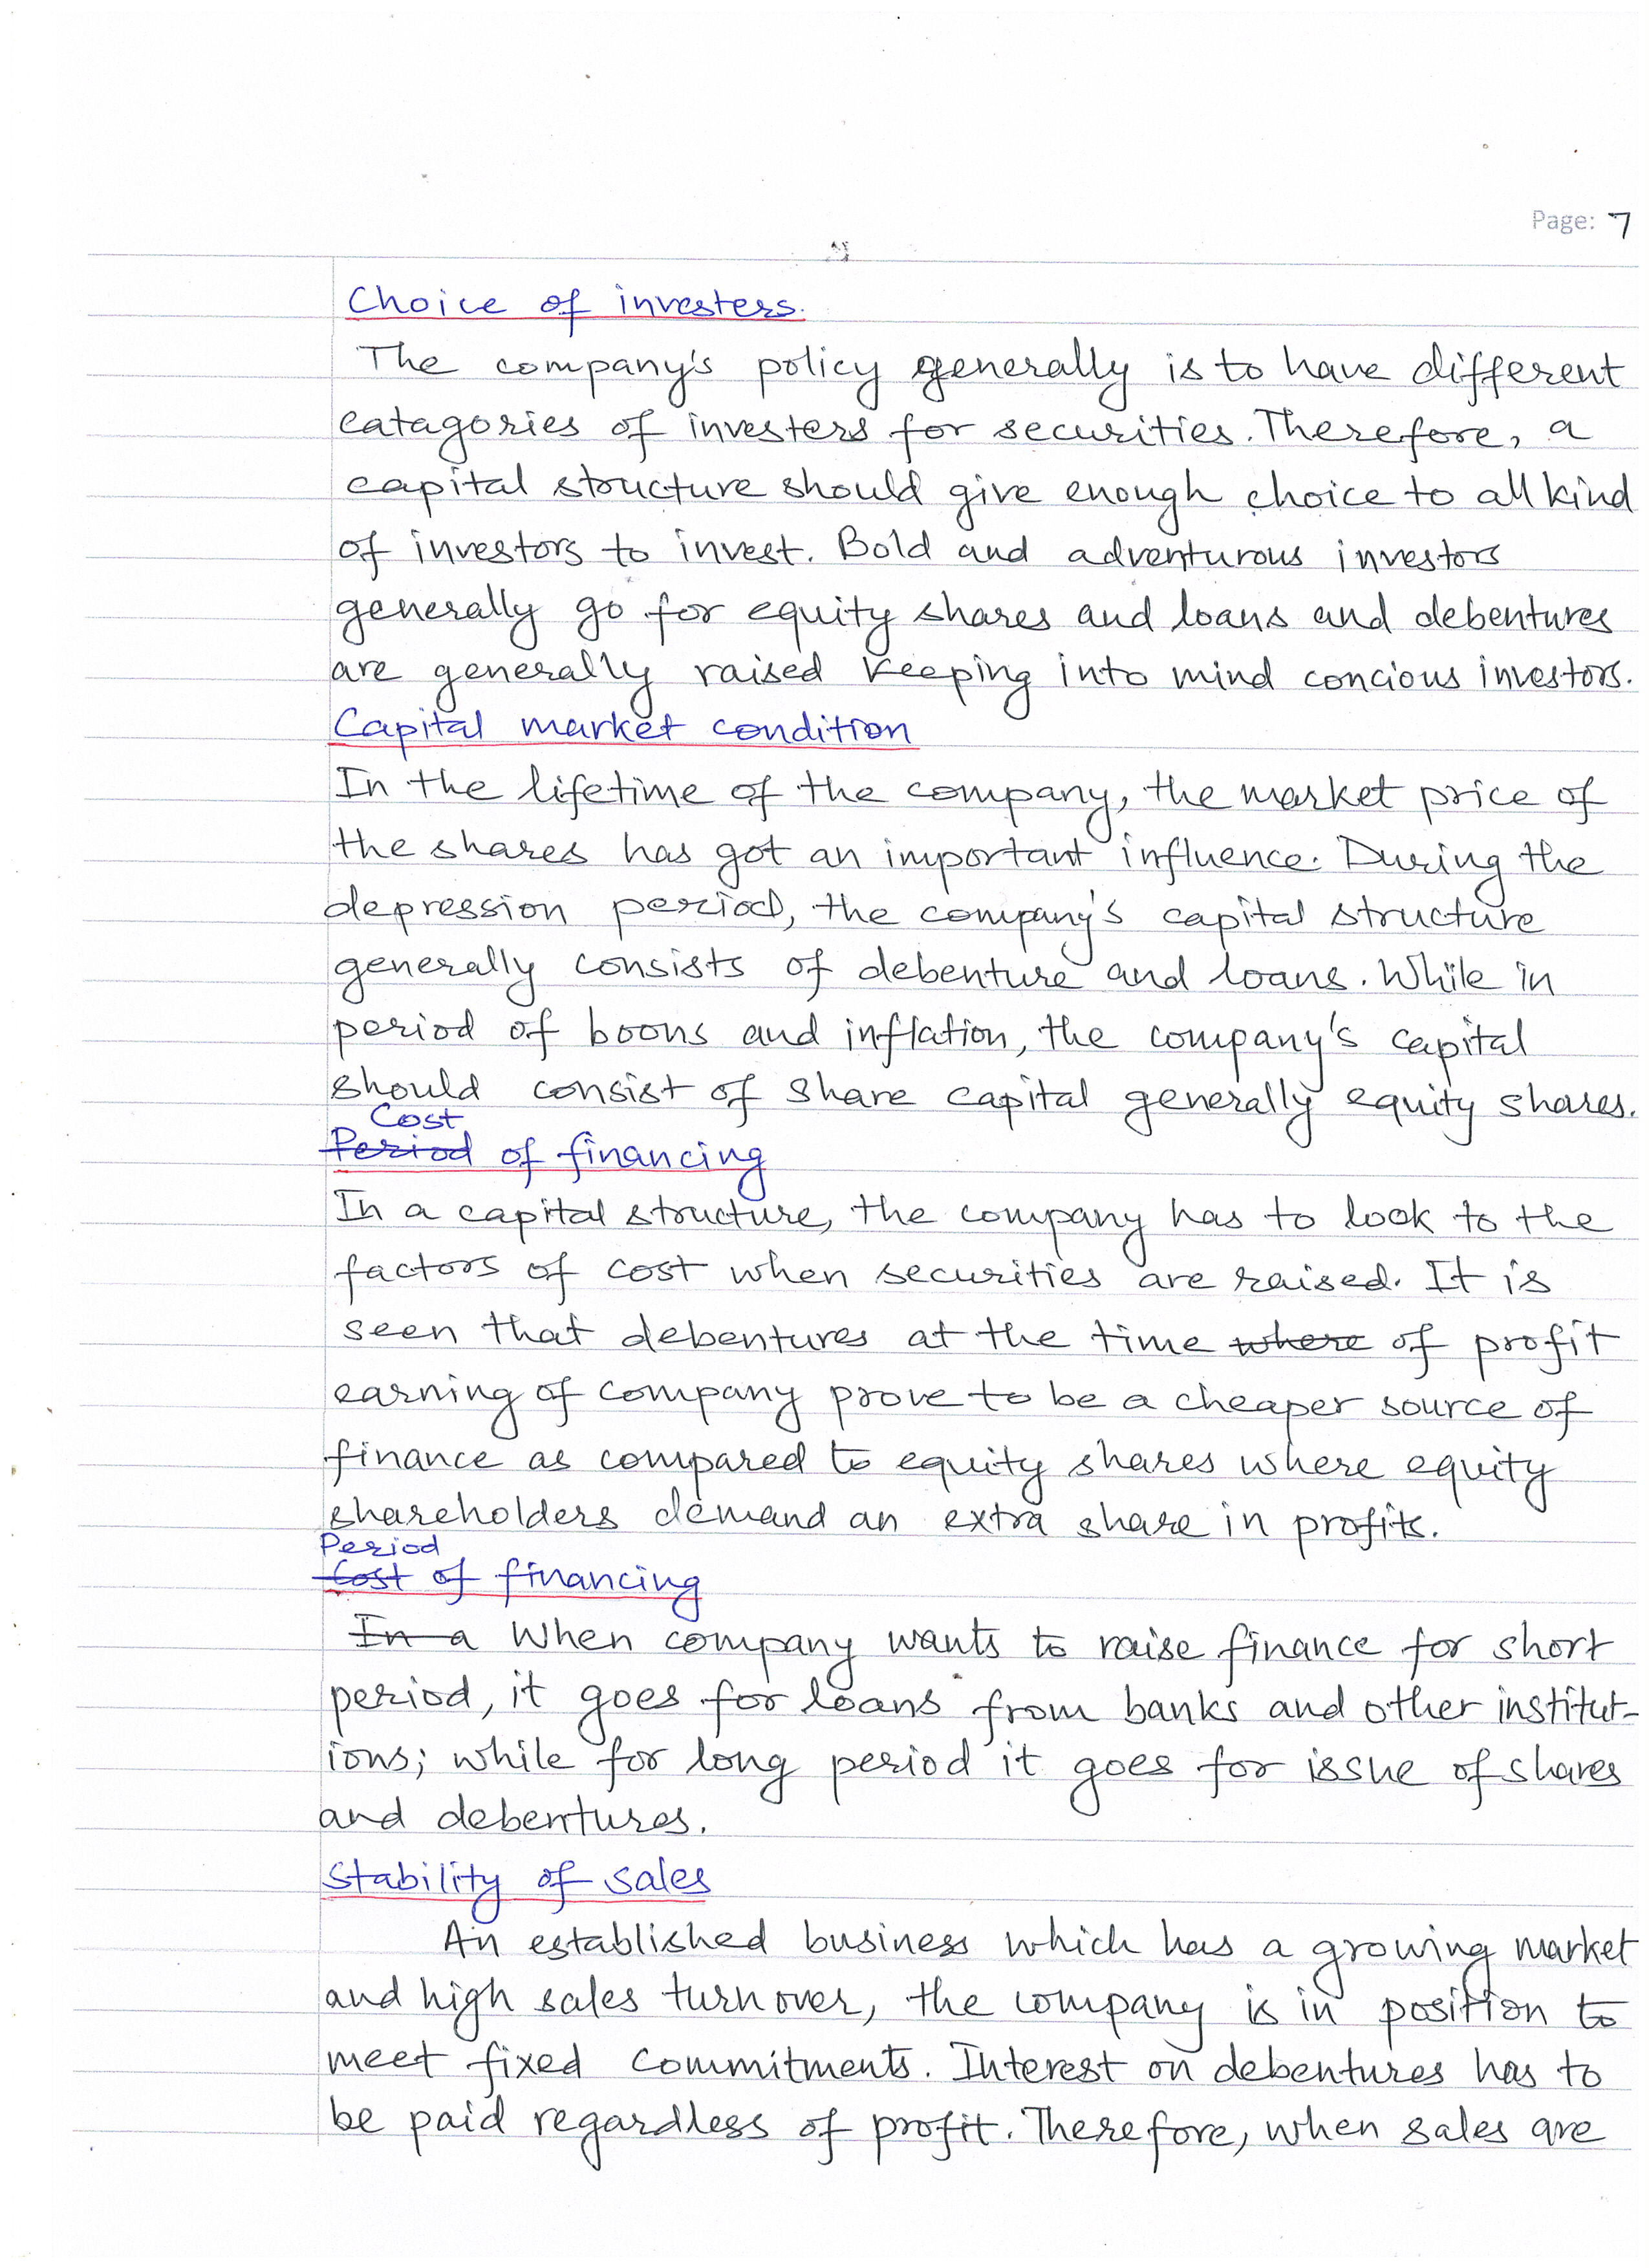 Page: 7
Choice of investers.
The company's policy generally is to have different
catagories of investers for securities. Therefore, a
capital structure should give enough choice to all kind
of investors to invest. Bold and adventurous investors
generally go for equity shares and loans and debentures
are generally raised keeping into mind concious investors.
Capital market condition
In the lifetime of the company, the market price of
the shares has got an important influence. During the
depression period, the company's capital structure
generally consists of debenture and loans. While in
period of boons and inflation, the company's capital
should consist of share capital generally equity shares.
Cost
Period of financing
In a capital structure, the company has to look to the
factors of cost when securities are raised. It is
seen that debentures at the time where of profit
earning of company prove to be a cheaper source of
finance as compared to equity shares where equity
shareholders demand an extra share in profits.
Period
Cost of financing
In a When company wants to raise finance for short
period, it goes for loans from banks and other institut-
ions; while for long period it goes for issue of shares
and debentures.
Stability of sales
An established business which has a growing market
and high sales turnover, the company is in position to
meet fixed commitments. Interest on debentures has to
be paid regardless of profit. Therefore, when sales are